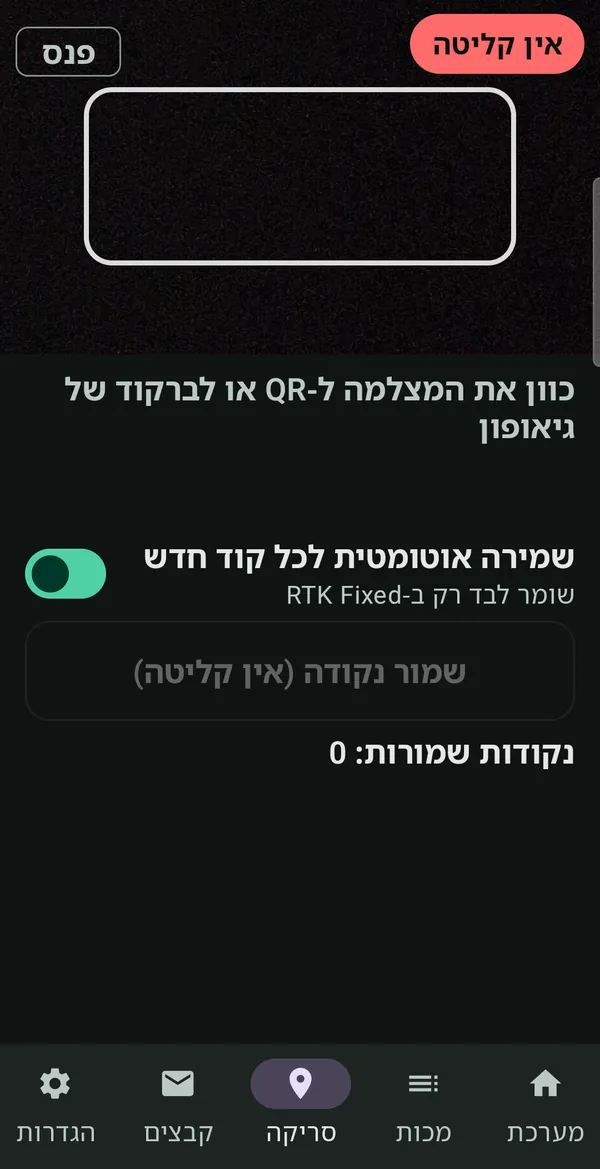 אין קליטה
פנס
כוון את המצלמה ל-QR או לברקוד של
גיאופון
שמירה אוטומטית לכל קוד חדש
שומר לבד רק ב-RTK Fixed
שמור נקודה (אין קליטה)
נקודות שמורות: 0
מערכת
מכות
סריקה
קבצים
הגדרות